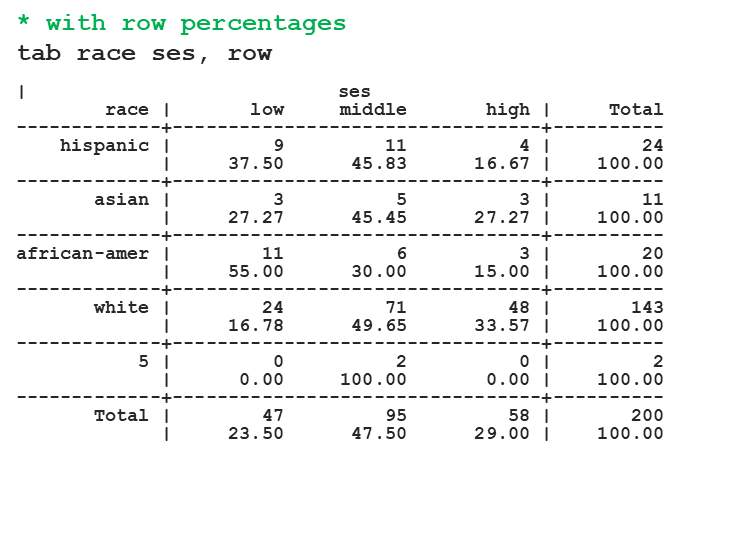 * with row percentages
tab race ses, row
|                                  ses
          race |       low     middle       high |     Total
---------------+---------------------------------+----------
      hispanic |         9         11          4 |        24
               |     37.50      45.83      16.67 |    100.00
---------------+---------------------------------+----------
         asian |         3          5          3 |        11
               |     27.27      45.45      27.27 |    100.00
---------------+---------------------------------+----------
  african-amer |        11          6          3 |        20
               |     55.00      30.00      15.00 |    100.00
---------------+---------------------------------+----------
         white |        24         71         48 |       143
               |     16.78      49.65      33.57 |    100.00
---------------+---------------------------------+----------
             5 |         0          2          0 |         2
               |      0.00     100.00       0.00 |    100.00
---------------+---------------------------------+----------
         Total |        47         95         58 |       200
               |     23.50      47.50      29.00 |    100.00